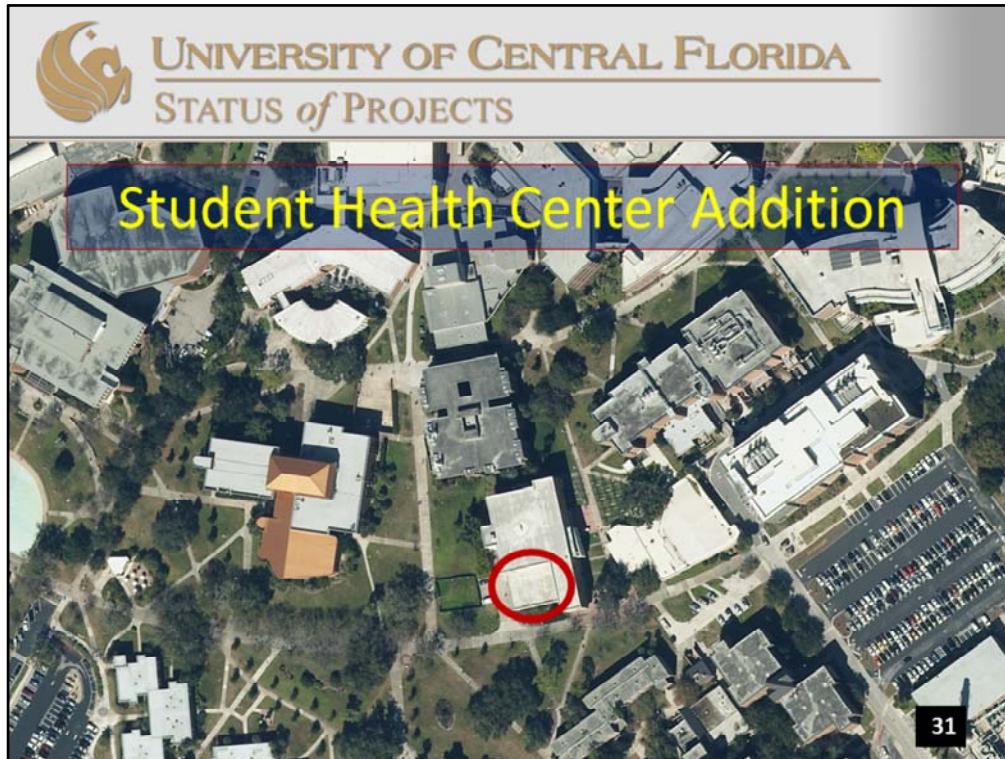 UNIVERSITY OF CENTRAL FLORIDA
STATUS of PROJECTS
Student Health Center Addition
31